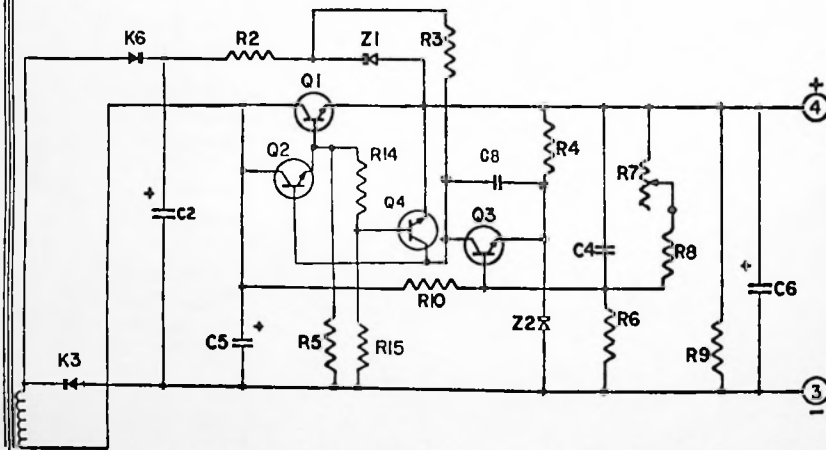 K6
R2
Z1
R3
Q1
+
4
Q2
R14
C8
R4
R7
+
C2
Q4
Q3
C4
R8
+
C6
R10
C5
+
R5
R15
Z2
R6
R9
K3
3
-